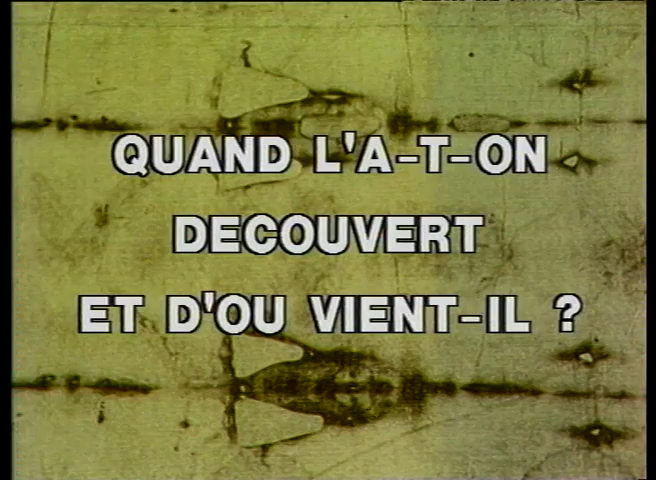 QUAND L'A-T-ON
DECOUVERT
ET D'OU VIENT-IL ?